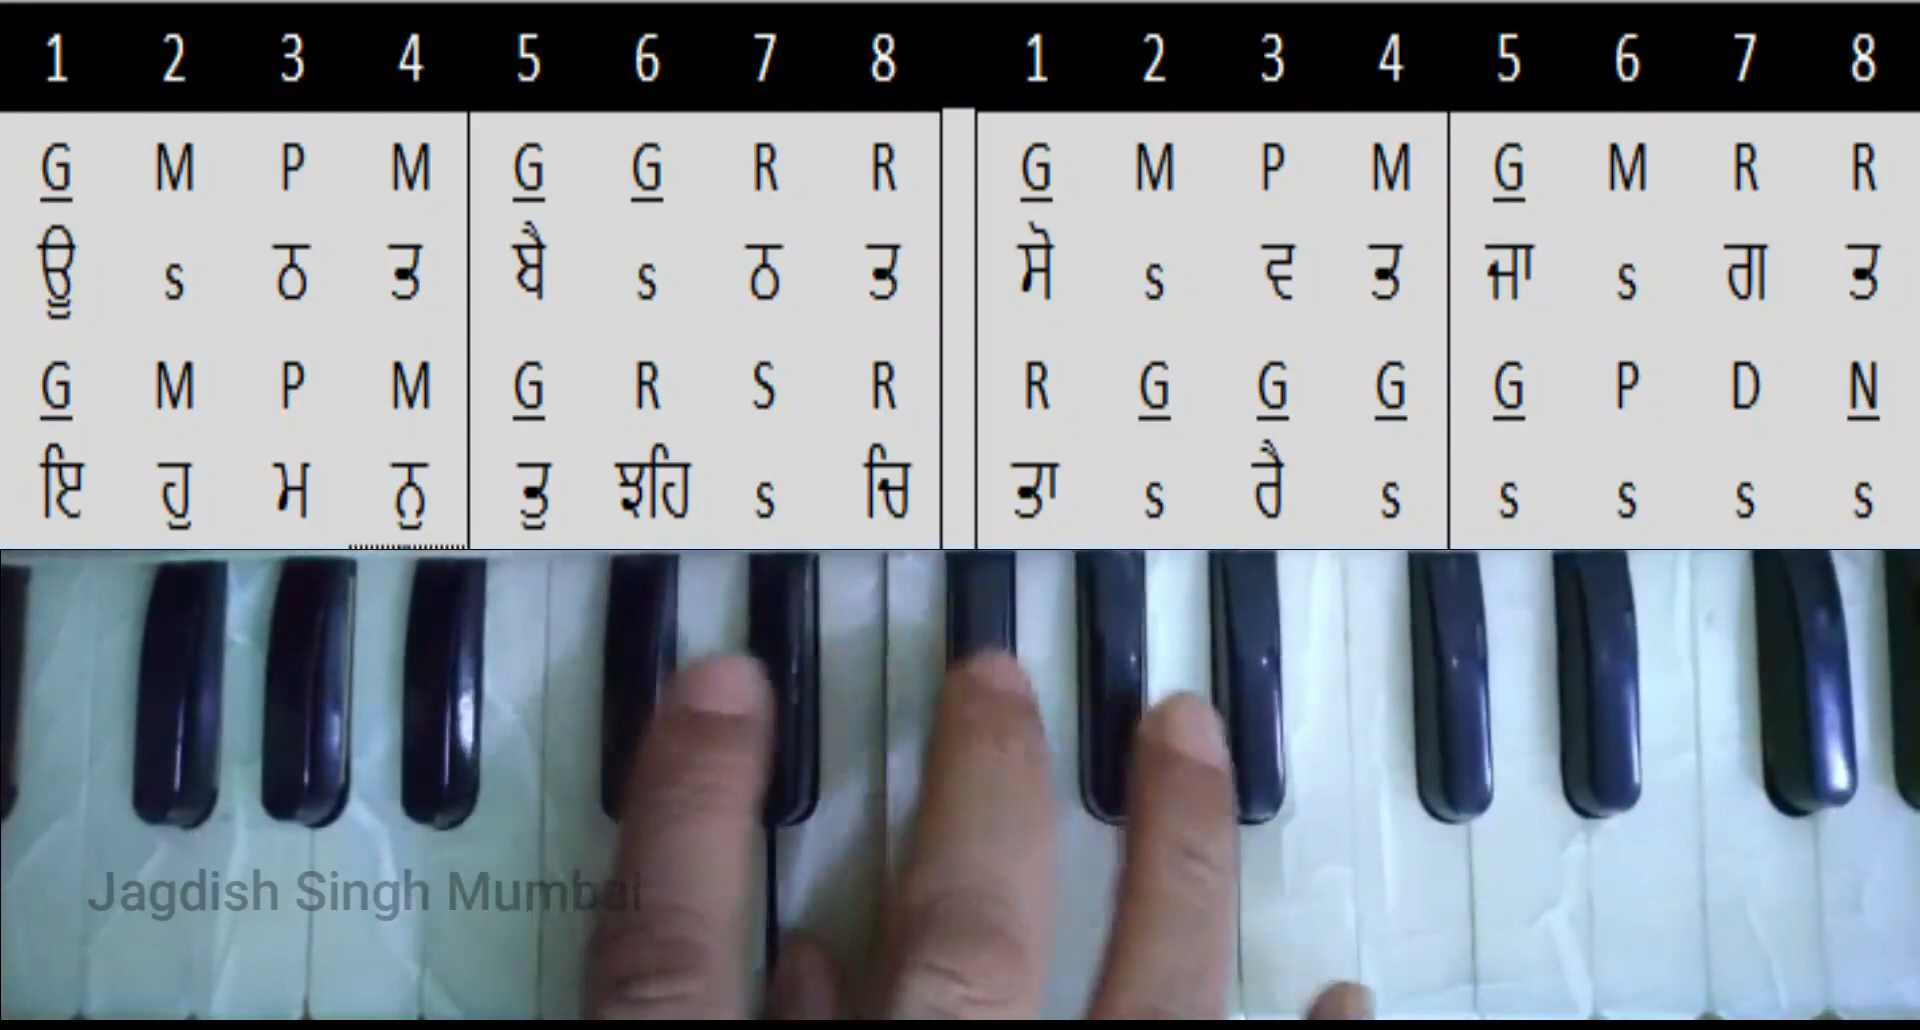 1 2 3 4 5 6 7 8 1 2 3 4 5 6 7 8
G M P M G G R R G M P M G M R R
ਊ s ਠ ਤ ਬੈ s ਠ ਤ ਸੋ s ਵ ਤ ਜਾ s ਗ ਤ
G M P M G R S R R G G G G P D N
ਇ ਹੁ ਮ ਨੁ ਤੁ ਝਹਿ s ਚਿ ਤਾ s ਰੈ s s s s s
Jagdish Singh Mumbai